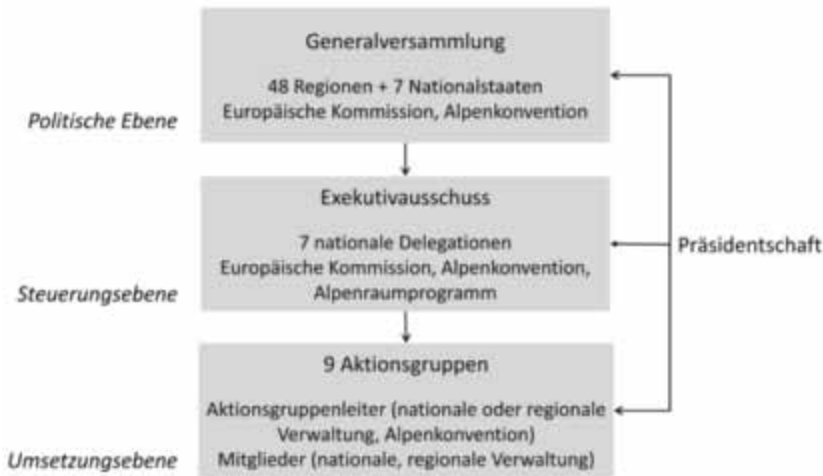 Generalversammlung
48 Regionen + 7 Nationalstaaten
Europäische Kommission, Alpenkonvention
Politische Ebene
Exekutivausschuss
7 nationale Delegationen
Europäische Kommission, Alpenkonvention,
Alpenraumprogramm
Steuerungsebene
Präsidentschaft
9 Aktionsgruppen
Aktionsgruppenleiter (nationale oder regionale
Verwaltung, Alpenkonvention)
Mitglieder (nationale, regionale Verwaltung)
Umsetzungsebene